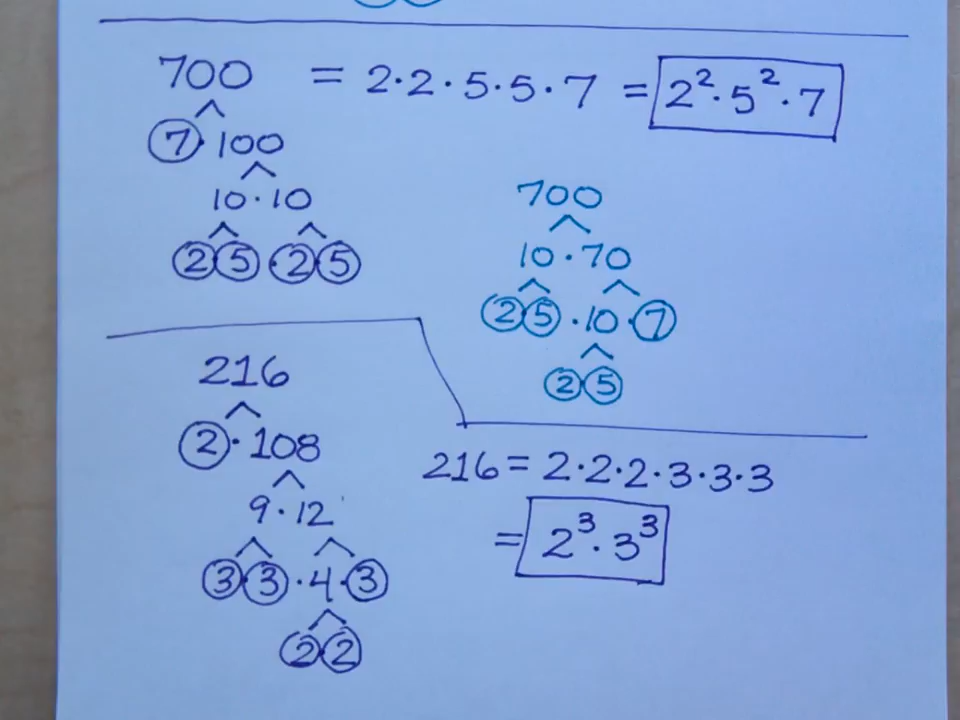 700 = 2·2·5·5·7 = 2²·5²·7
7·100
10·10
2 5 · 2 5
700
10·70
2 5 ·10·7
2 5
216
2·108
9·12
3 3 ·4·3
2 2
216 = 2·2·2·3·3·3
= 2³·3³